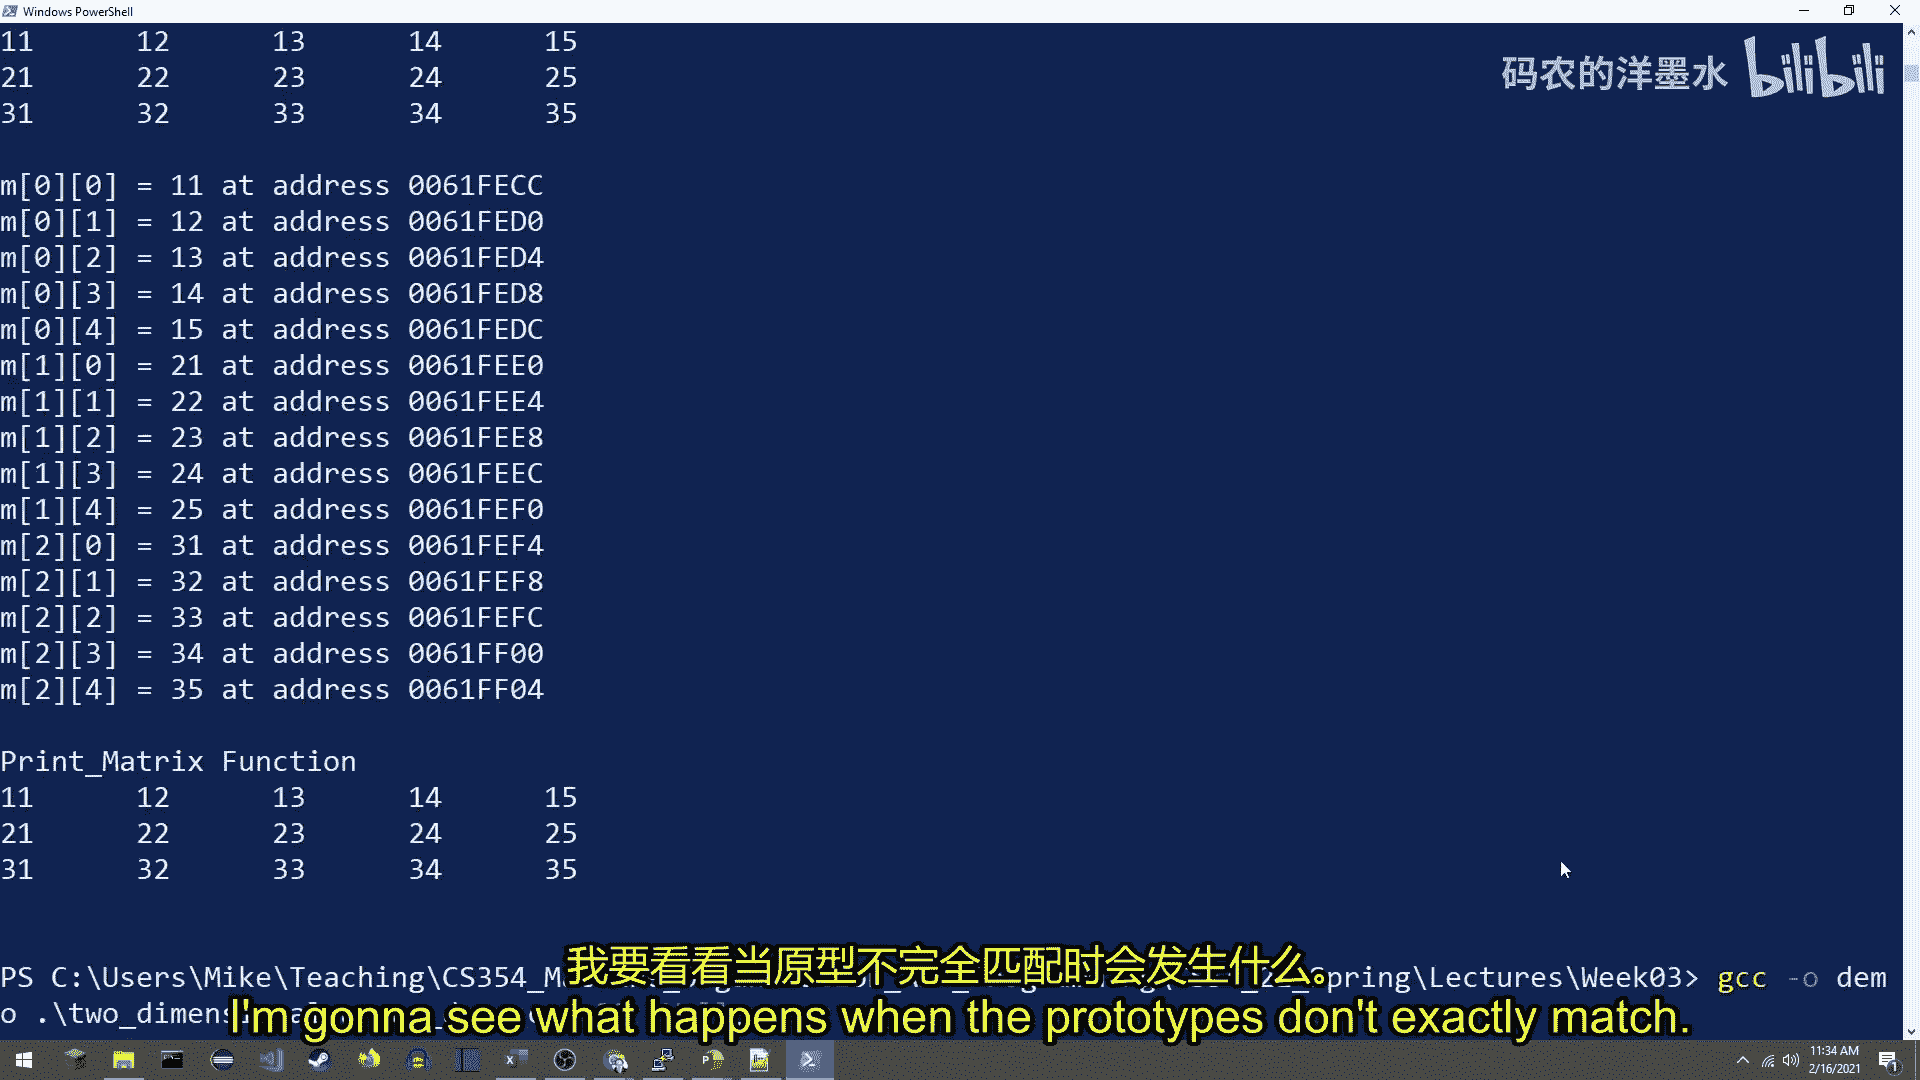 Windows PowerShell
11 12 13 14 15
21 22 23 24 25
31 32 33 34 35
码农的洋墨水 bilibili
m[0][0] = 11 at address 0061FECC
m[0][1] = 12 at address 0061FED0
m[0][2] = 13 at address 0061FED4
m[0][3] = 14 at address 0061FED8
m[0][4] = 15 at address 0061FEDC
m[1][0] = 21 at address 0061FEE0
m[1][1] = 22 at address 0061FEE4
m[1][2] = 23 at address 0061FEE8
m[1][3] = 24 at address 0061FEEC
m[1][4] = 25 at address 0061FEF0
m[2][0] = 31 at address 0061FEF4
m[2][1] = 32 at address 0061FEF8
m[2][2] = 33 at address 0061FEFC
m[2][3] = 34 at address 0061FF00
m[2][4] = 35 at address 0061FF04
Print_Matrix Function
11 12 13 14 15
21 22 23 24 25
31 32 33 34 35
PS C:\Users\Mike\Teaching\CS354_M Spring\Lectures\Week03> gcc -o dem
o .\two_dimens
我要看看当原型不完全匹配时会发生什么。
I'm gonna see what happens when the prototypes don't exactly match.
11:34 AM
2/16/2021